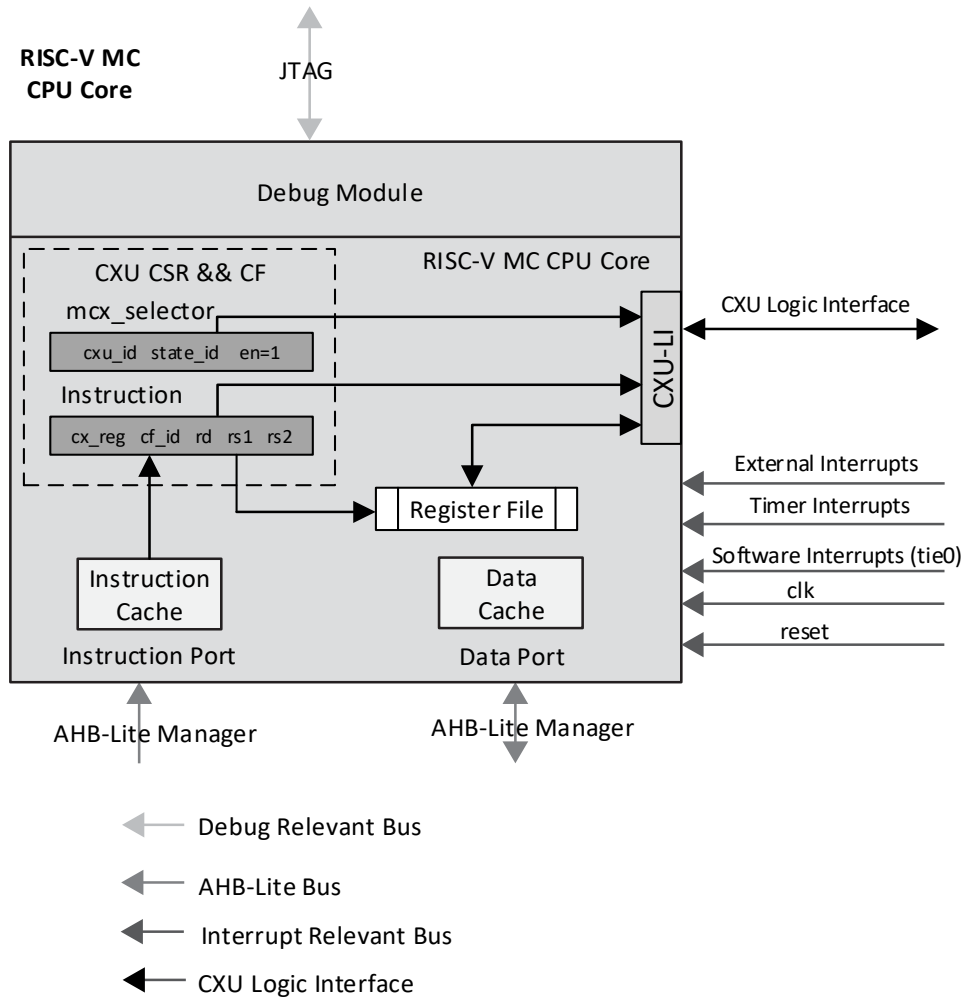 RISC-V MC
CPU Core
JTAG
Debug Module
CXU CSR && CF
RISC-V MC CPU Core
mcx_selector
cxu_id state_id en=1
Instruction
cx_reg cf_id rd rs1 rs2
CXU-LI
CXU Logic Interface
External Interrupts
Register File
Timer Interrupts
Software Interrupts (tie0)
Instruction
Cache
Data
Cache
clk
reset
Instruction Port
Data Port
AHB-Lite Manager
AHB-Lite Manager
Debug Relevant Bus
AHB-Lite Bus
Interrupt Relevant Bus
CXU Logic Interface